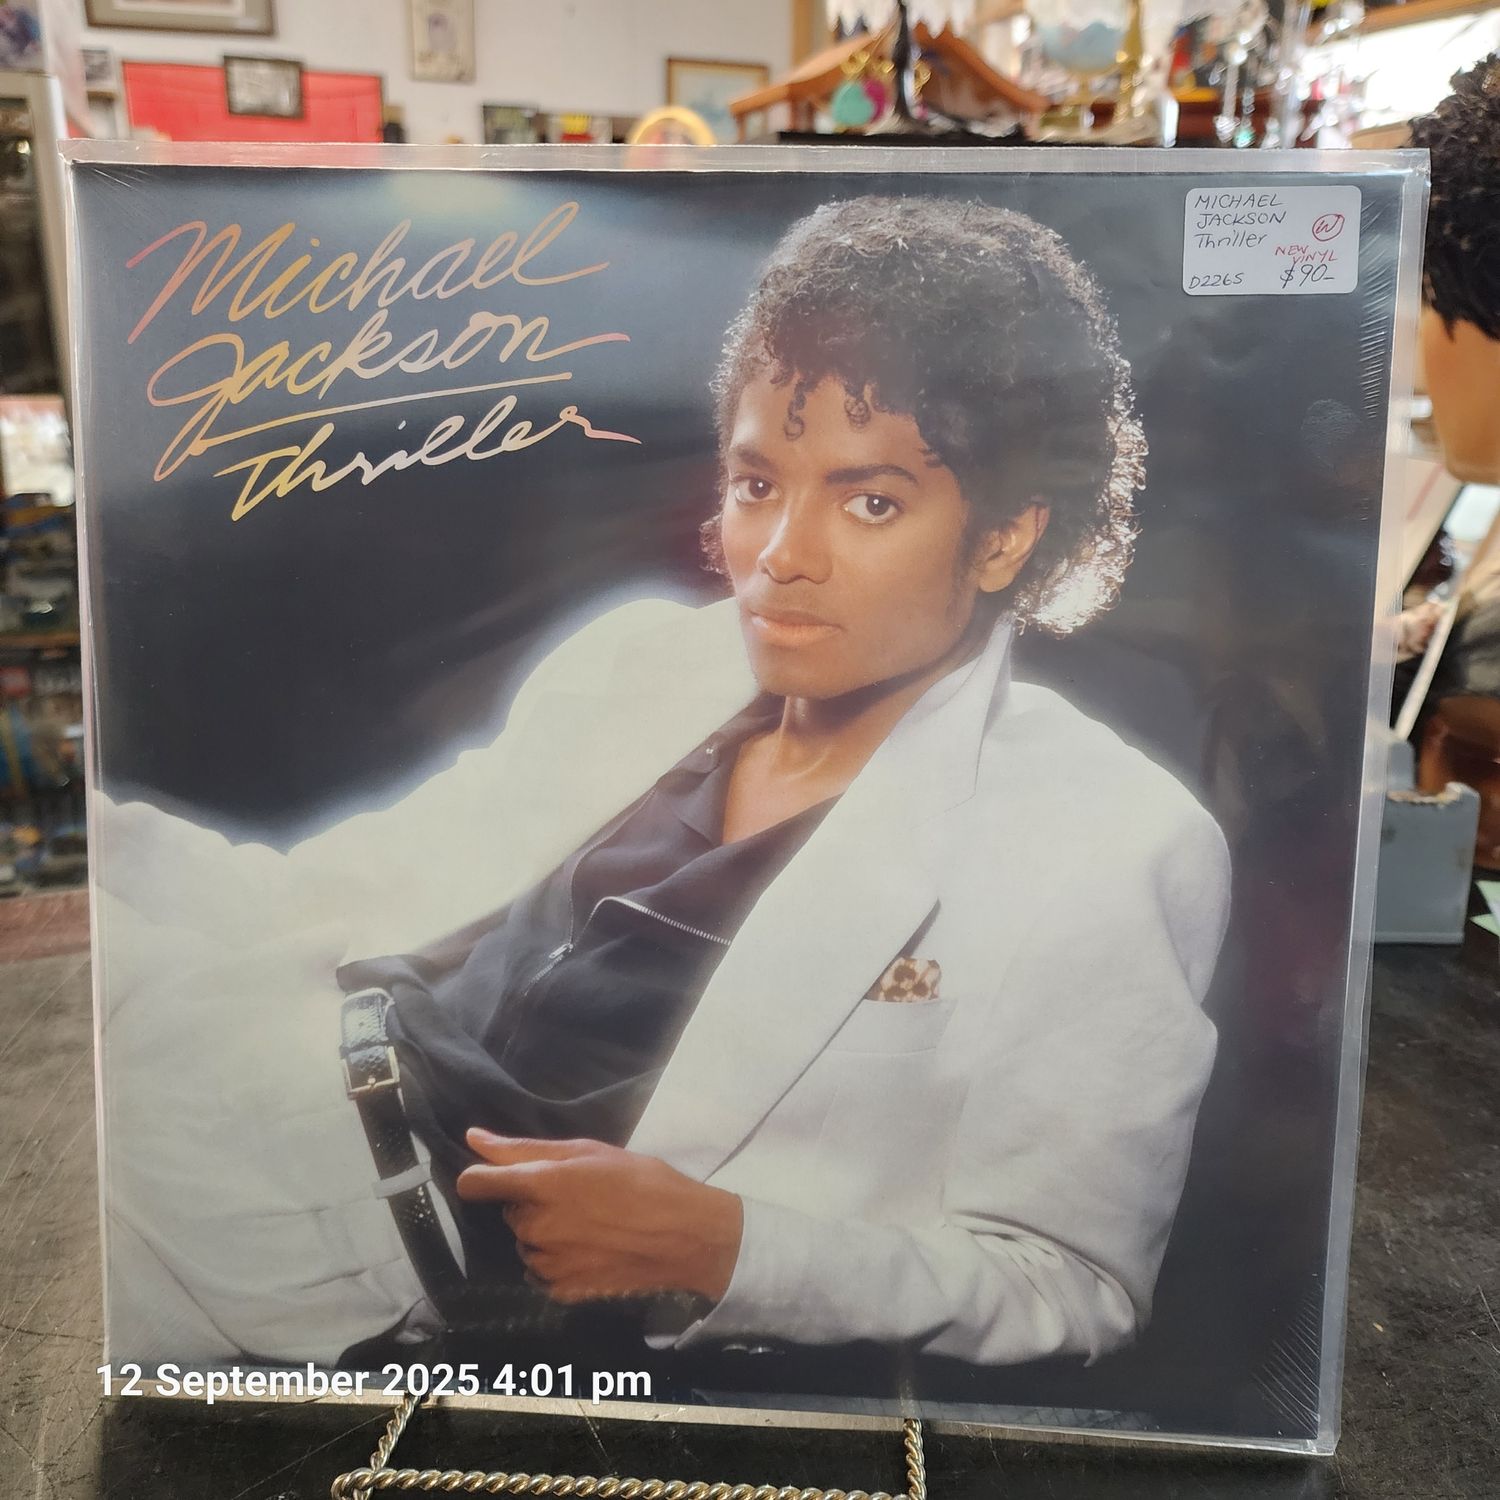 Michael
Jackson
Thriller
MICHAEL
JACKSON
Thriller
W
NEW
VINYL
D2265 $90-
12 September 2025 4:01 pm